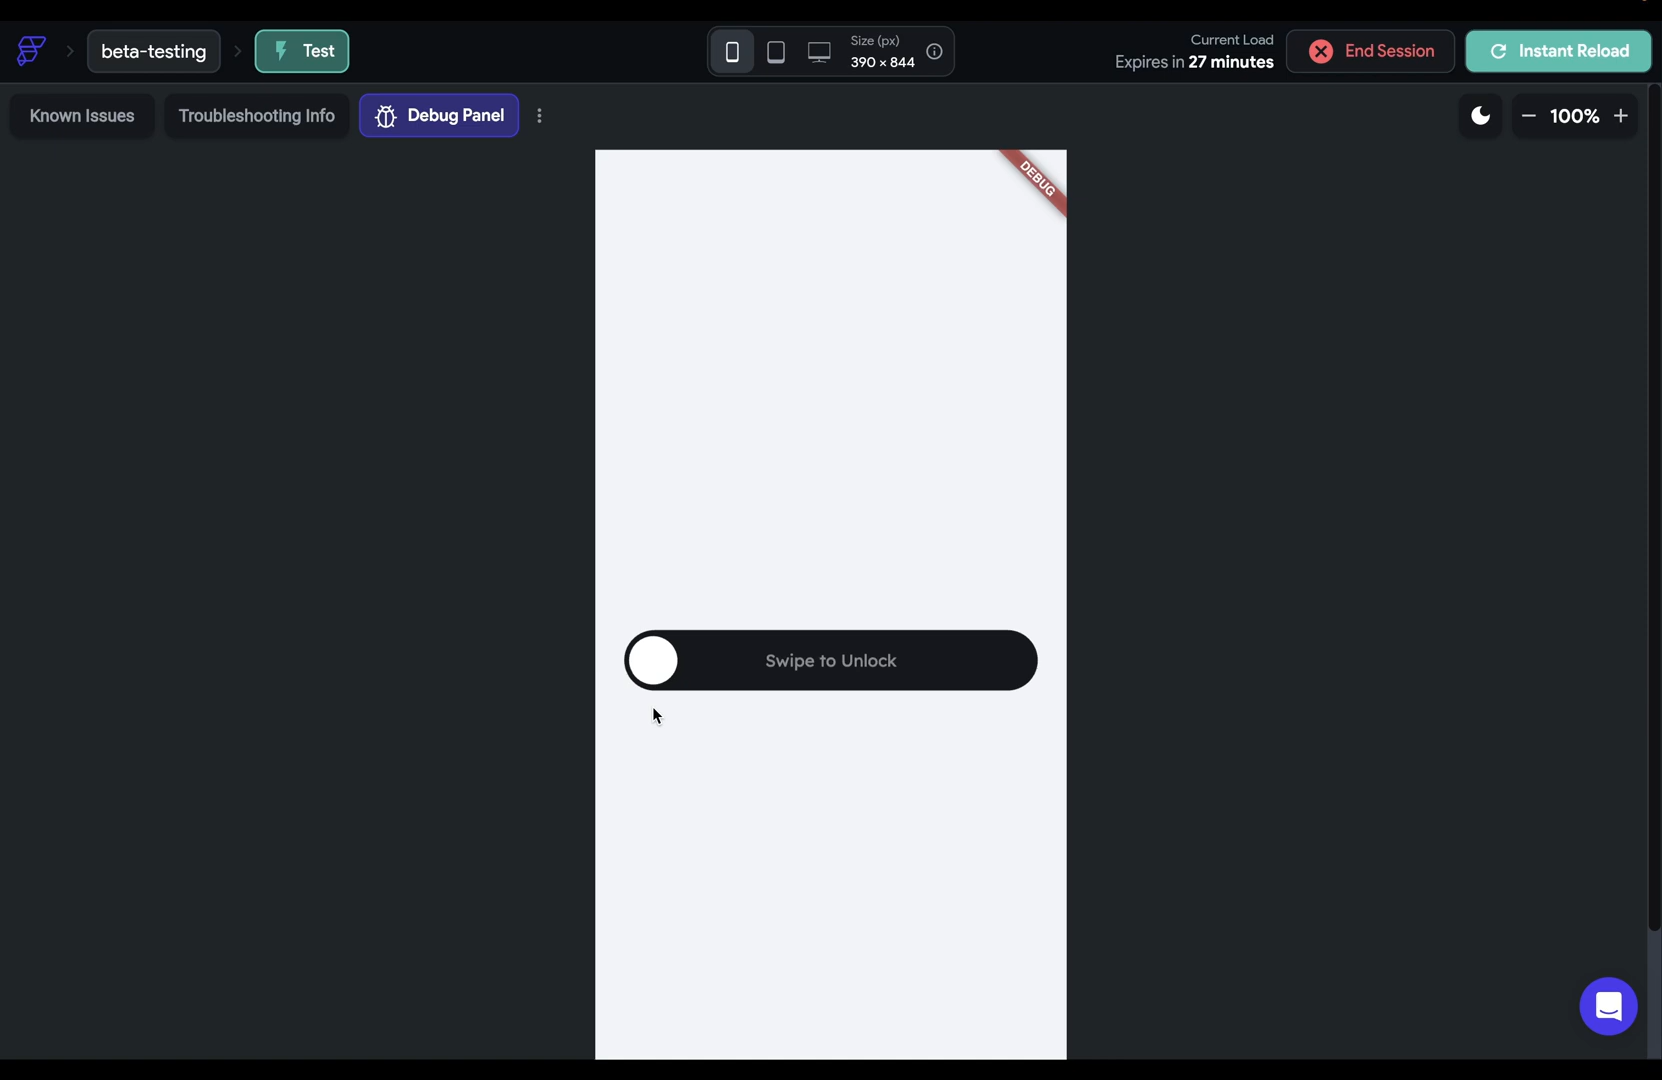 beta-testing
Test
Size (px)
390 × 844
Current Load
Expires in 27 minutes
End Session
Instant Reload
Known Issues
Troubleshooting Info
Debug Panel
100%
DEBUG
Swipe to Unlock